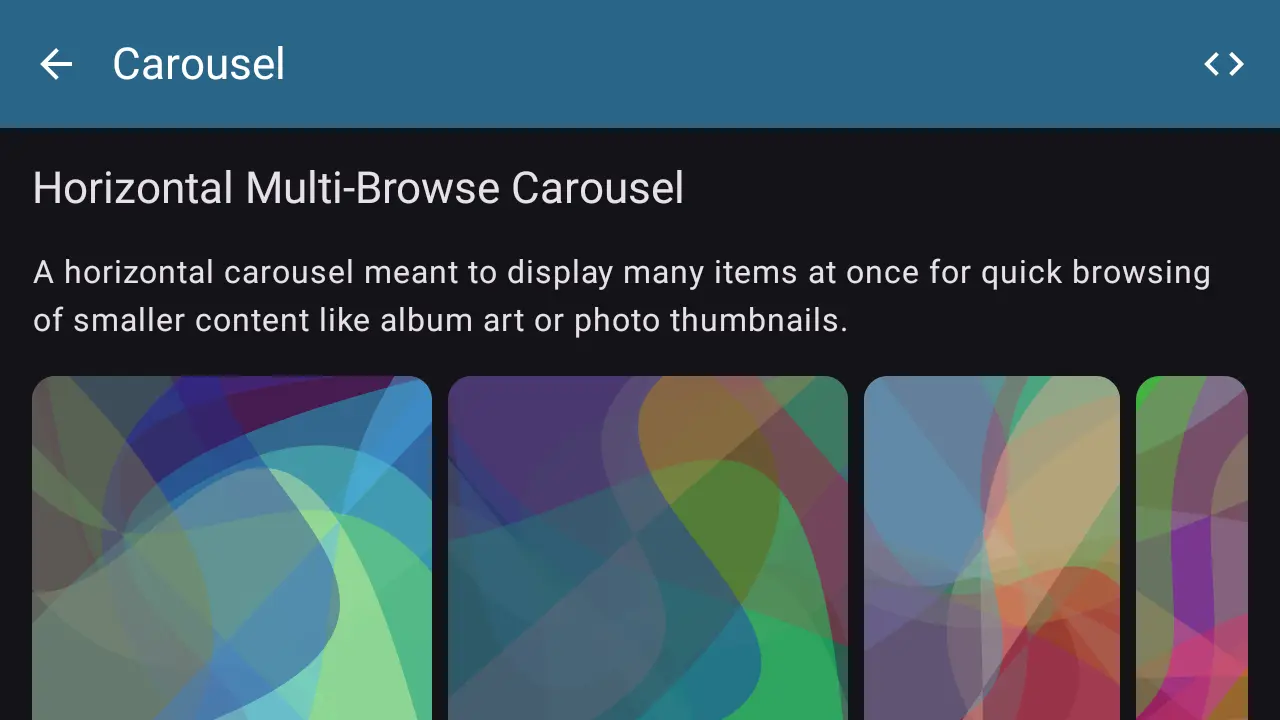 Carousel
Horizontal Multi-Browse Carousel
A horizontal carousel meant to display many items at once for quick browsing
of smaller content like album art or photo thumbnails.